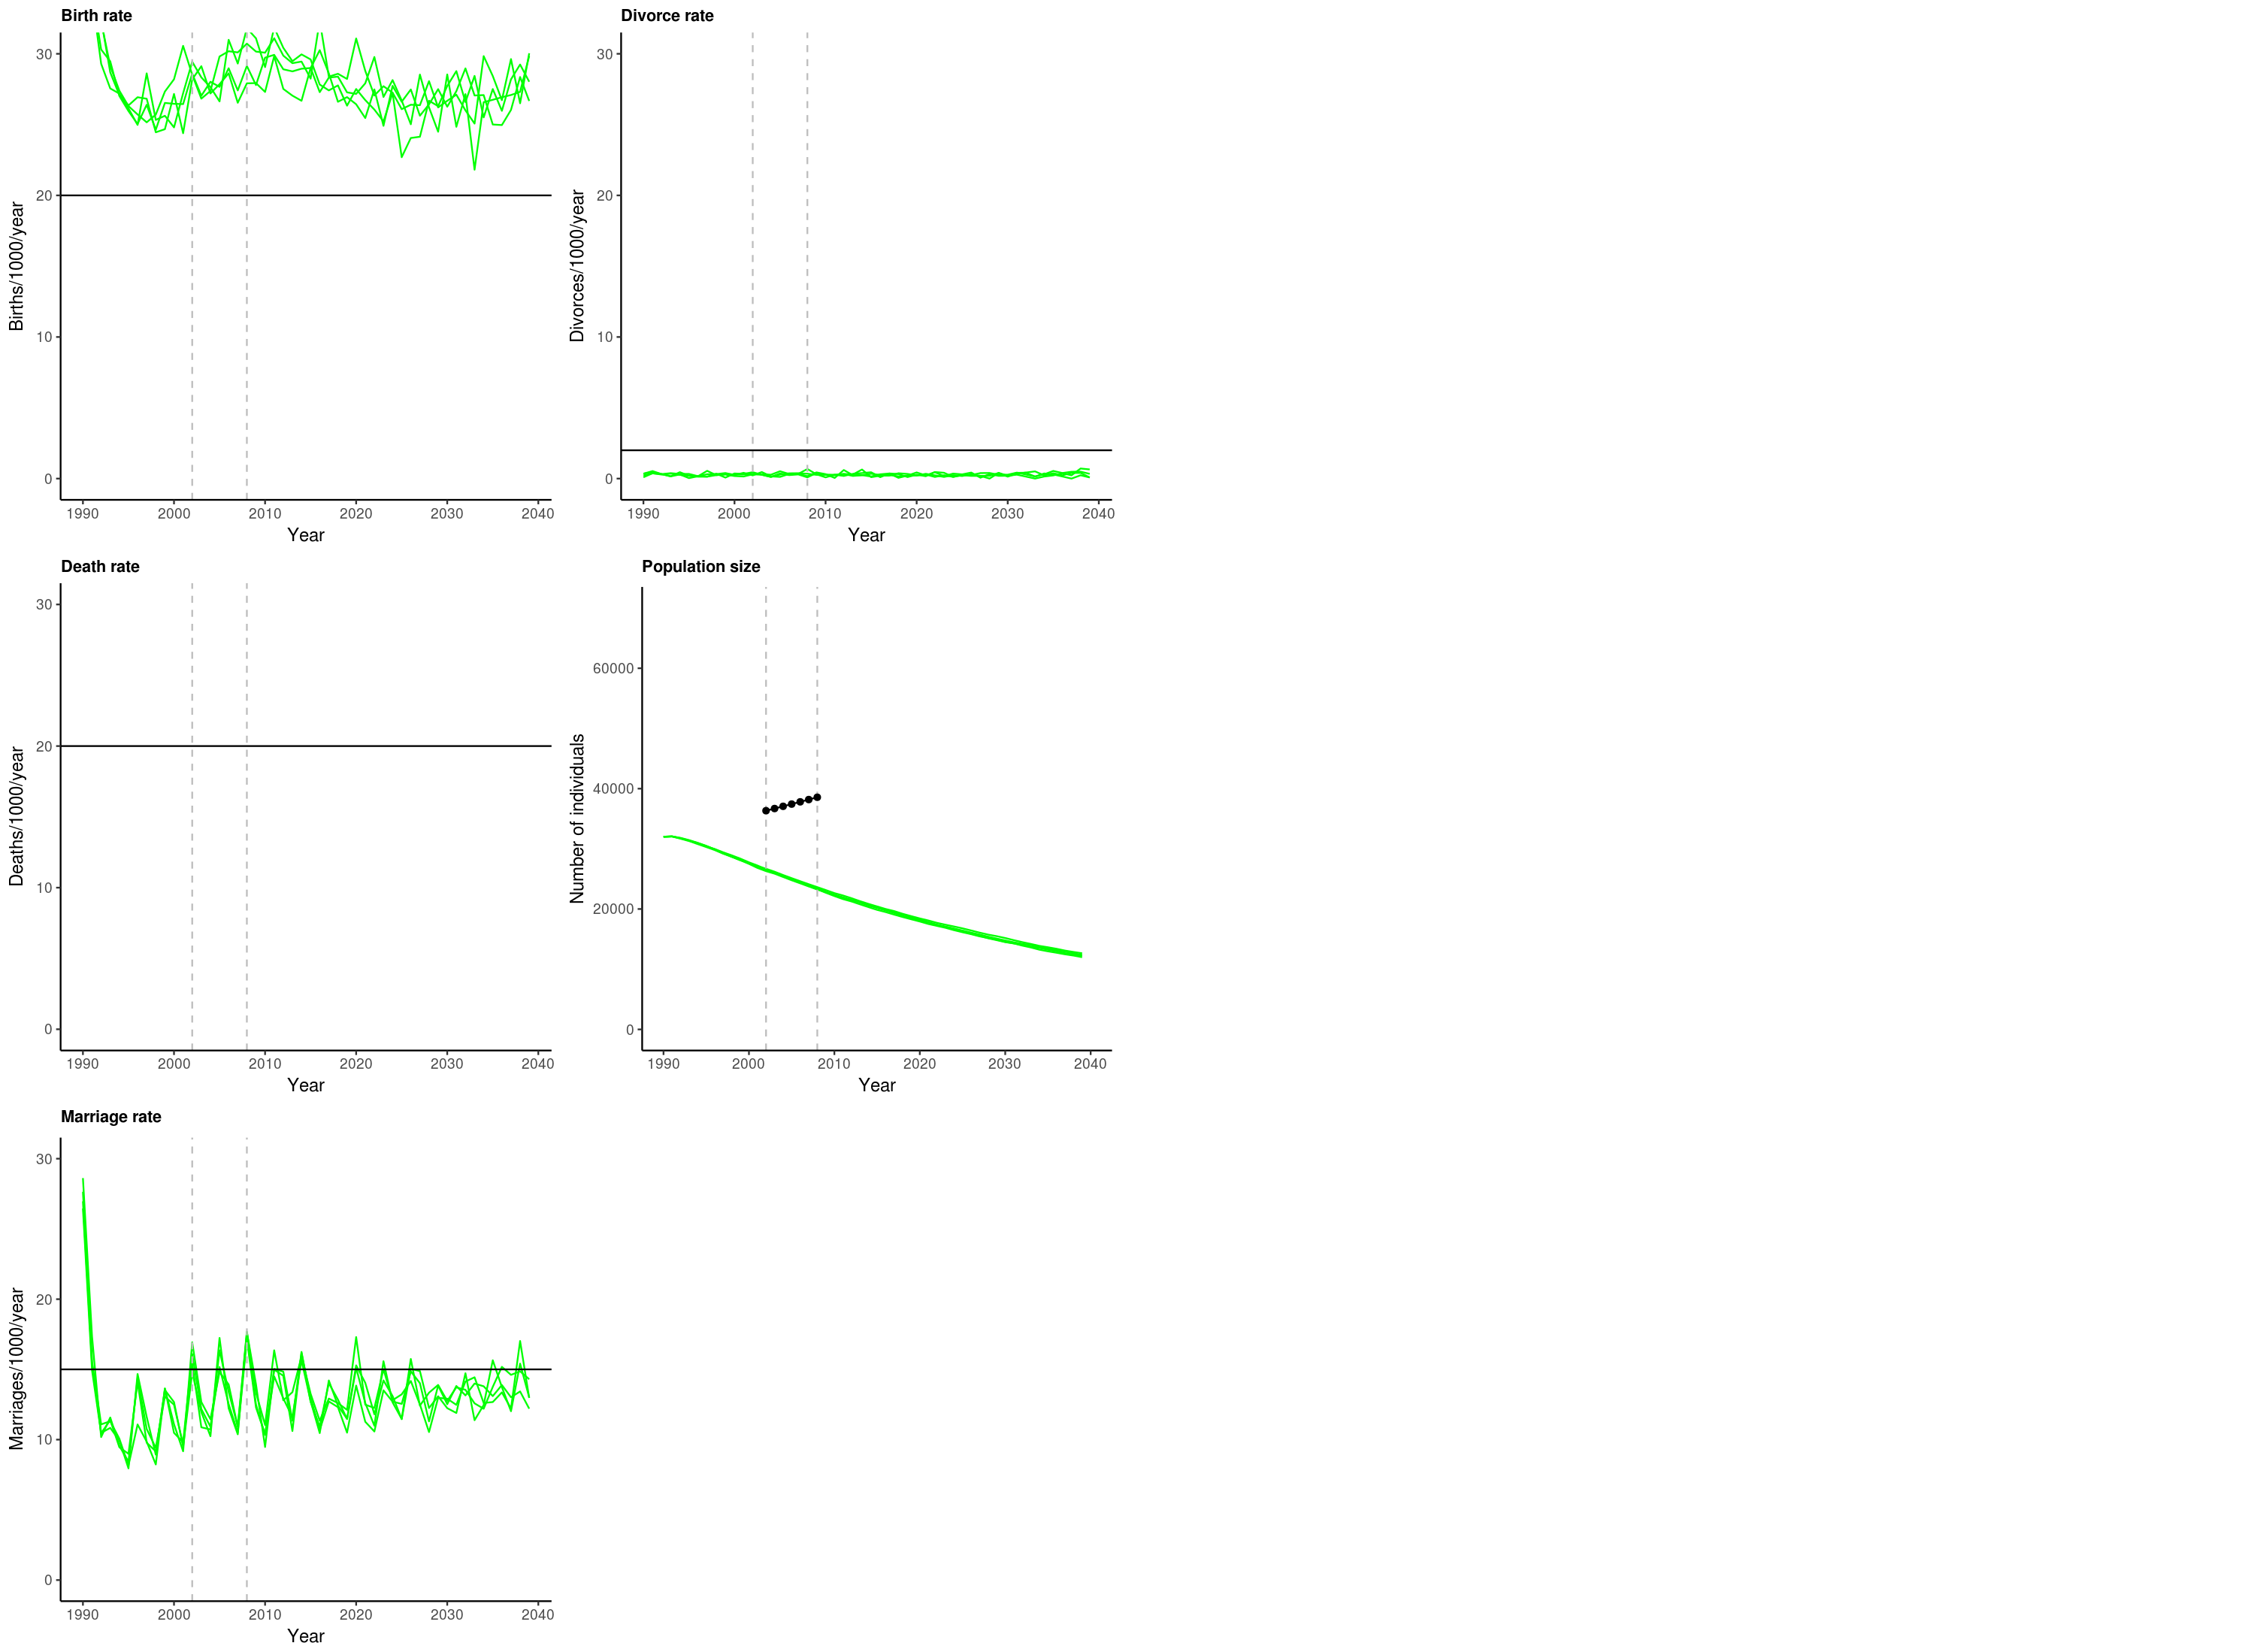 Birth rate
30
20
10
0
Births/1000/year
1990 2000 2010 2020 2030 2040
Year
Divorce rate
30
20
10
0
Divorces/1000/year
1990 2000 2010 2020 2030 2040
Year
Death rate
30
20
10
0
Deaths/1000/year
1990 2000 2010 2020 2030 2040
Year
Population size
60000
40000
20000
0
Number of individuals
1990 2000 2010 2020 2030 2040
Year
Marriage rate
30
20
10
0
Marriages/1000/year
1990 2000 2010 2020 2030 2040
Year